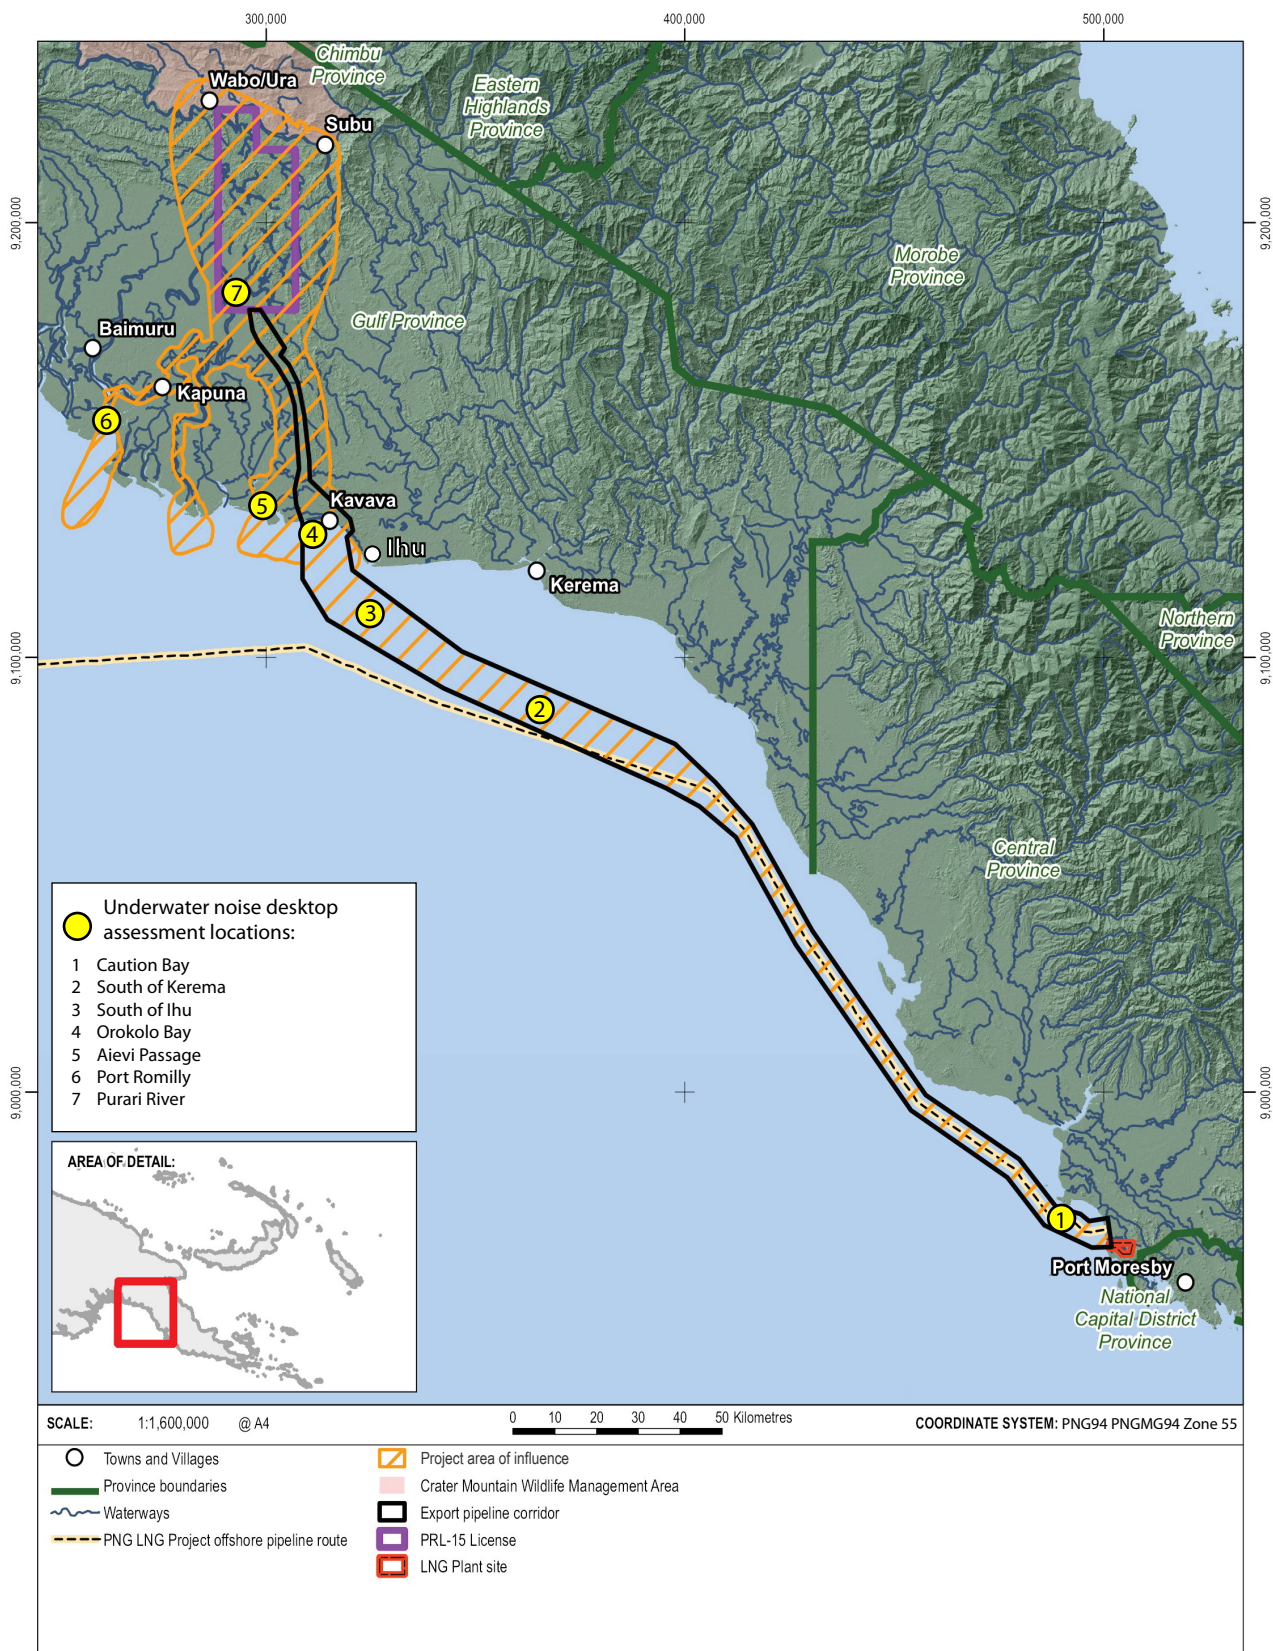 300,000
400,000
500,000
Chimbu
Province
Wabo/Ura
Eastern
Highlands
Province
Subu
9,200,000
9,200,000
Morobe
Province
7
Gulf Province
Baimuru
Kapuna
6
5
Kavava
4
Ihu
Kerema
3
Northern
Province
9,100,000
9,100,000
2
Central
Province
Underwater noise desktop
assessment locations:
1 Caution Bay
2 South of Kerema
3 South of Ihu
4 Orokolo Bay
5 Aievi Passage
6 Port Romilly
7 Purari River
9,000,000
9,000,000
AREA OF DETAIL:
1
Port Moresby
National
Capital District
Province
SCALE: 1:1,600,000 @ A4
0 10 20 30 40 50 Kilometres
COORDINATE SYSTEM: PNG94 PNGMG94 Zone 55
Towns and Villages
Province boundaries
Waterways
PNG LNG Project offshore pipeline route
Project area of influence
Crater Mountain Wildlife Management Area
Export pipeline corridor
PRL-15 License
LNG Plant site